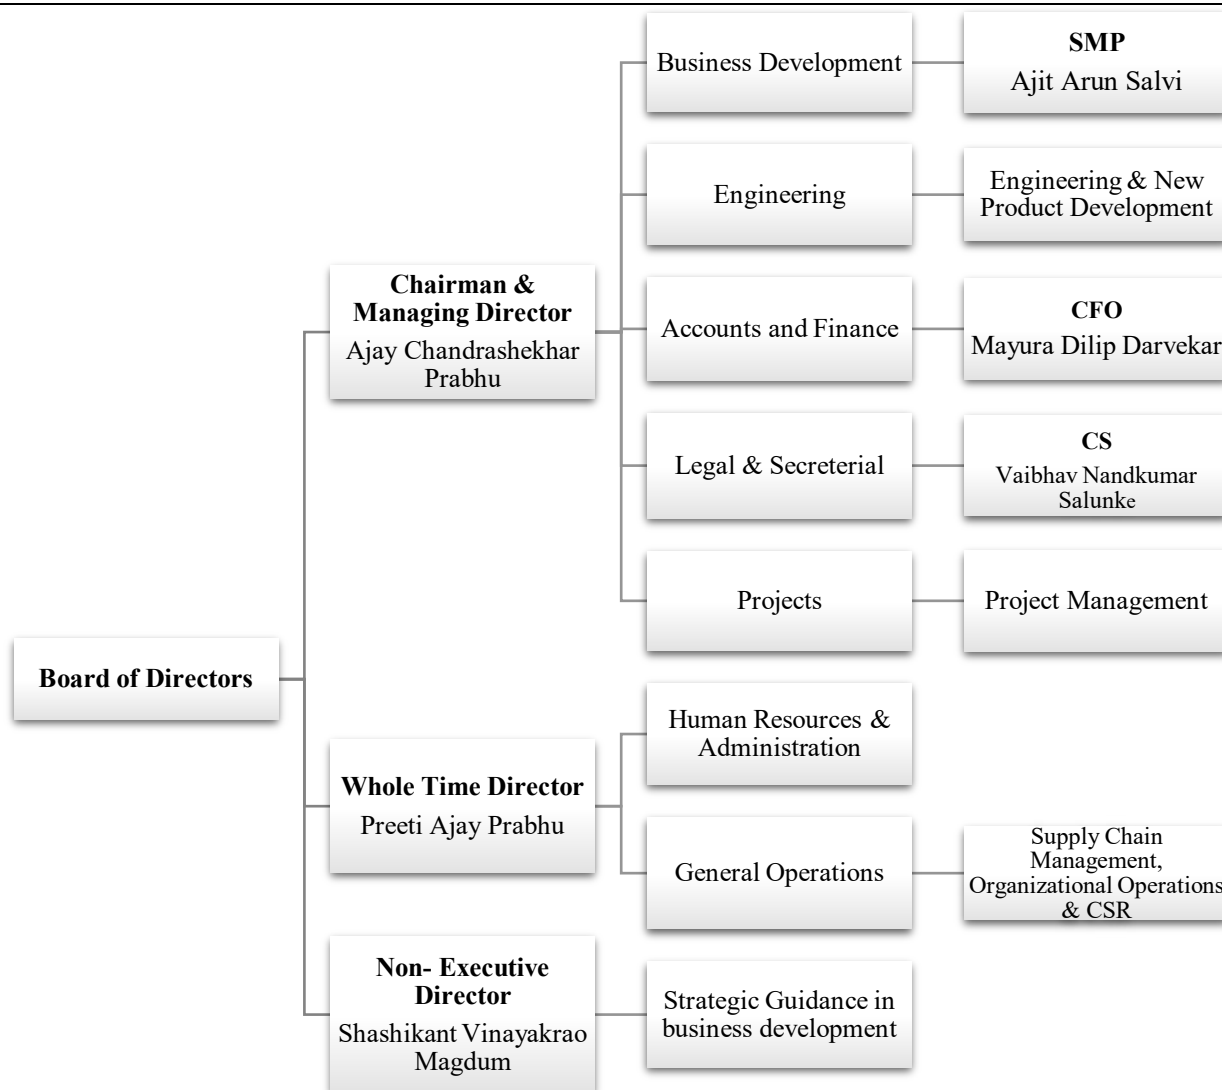 Business Development
SMP
Ajit Arun Salvi
Engineering
Engineering & New
Product Development
Chairman &
Managing Director
Ajay Chandrashekhar
Prabhu
Accounts and Finance
CFO
Mayura Dilip Darvekar
Legal & Secreterial
CS
Vaibhav Nandkumar
Salunke
Projects
Project Management
Board of Directors
Human Resources &
Administration
Whole Time Director
Preeti Ajay Prabhu
General Operations
Supply Chain
Management,
Organizational Operations
& CSR
Non- Executive
Director
Shashikant Vinayakrao
Magdum
Strategic Guidance in
business development